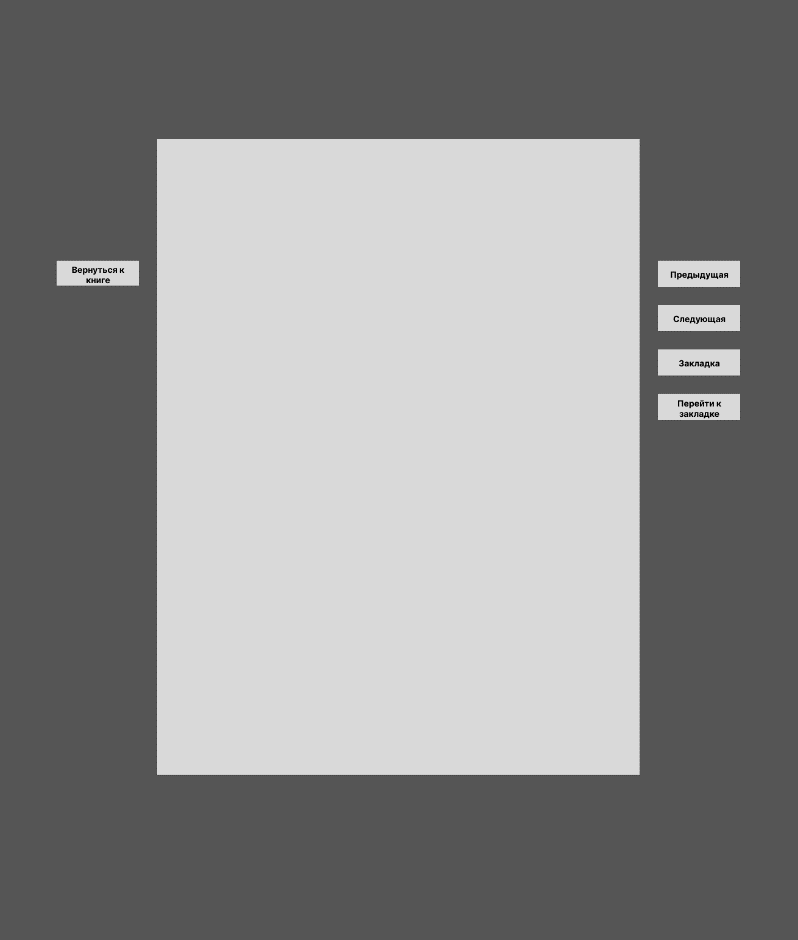 Вернуться к
книге
Предыдущая
Следующая
Закладка
Перейти к
закладке